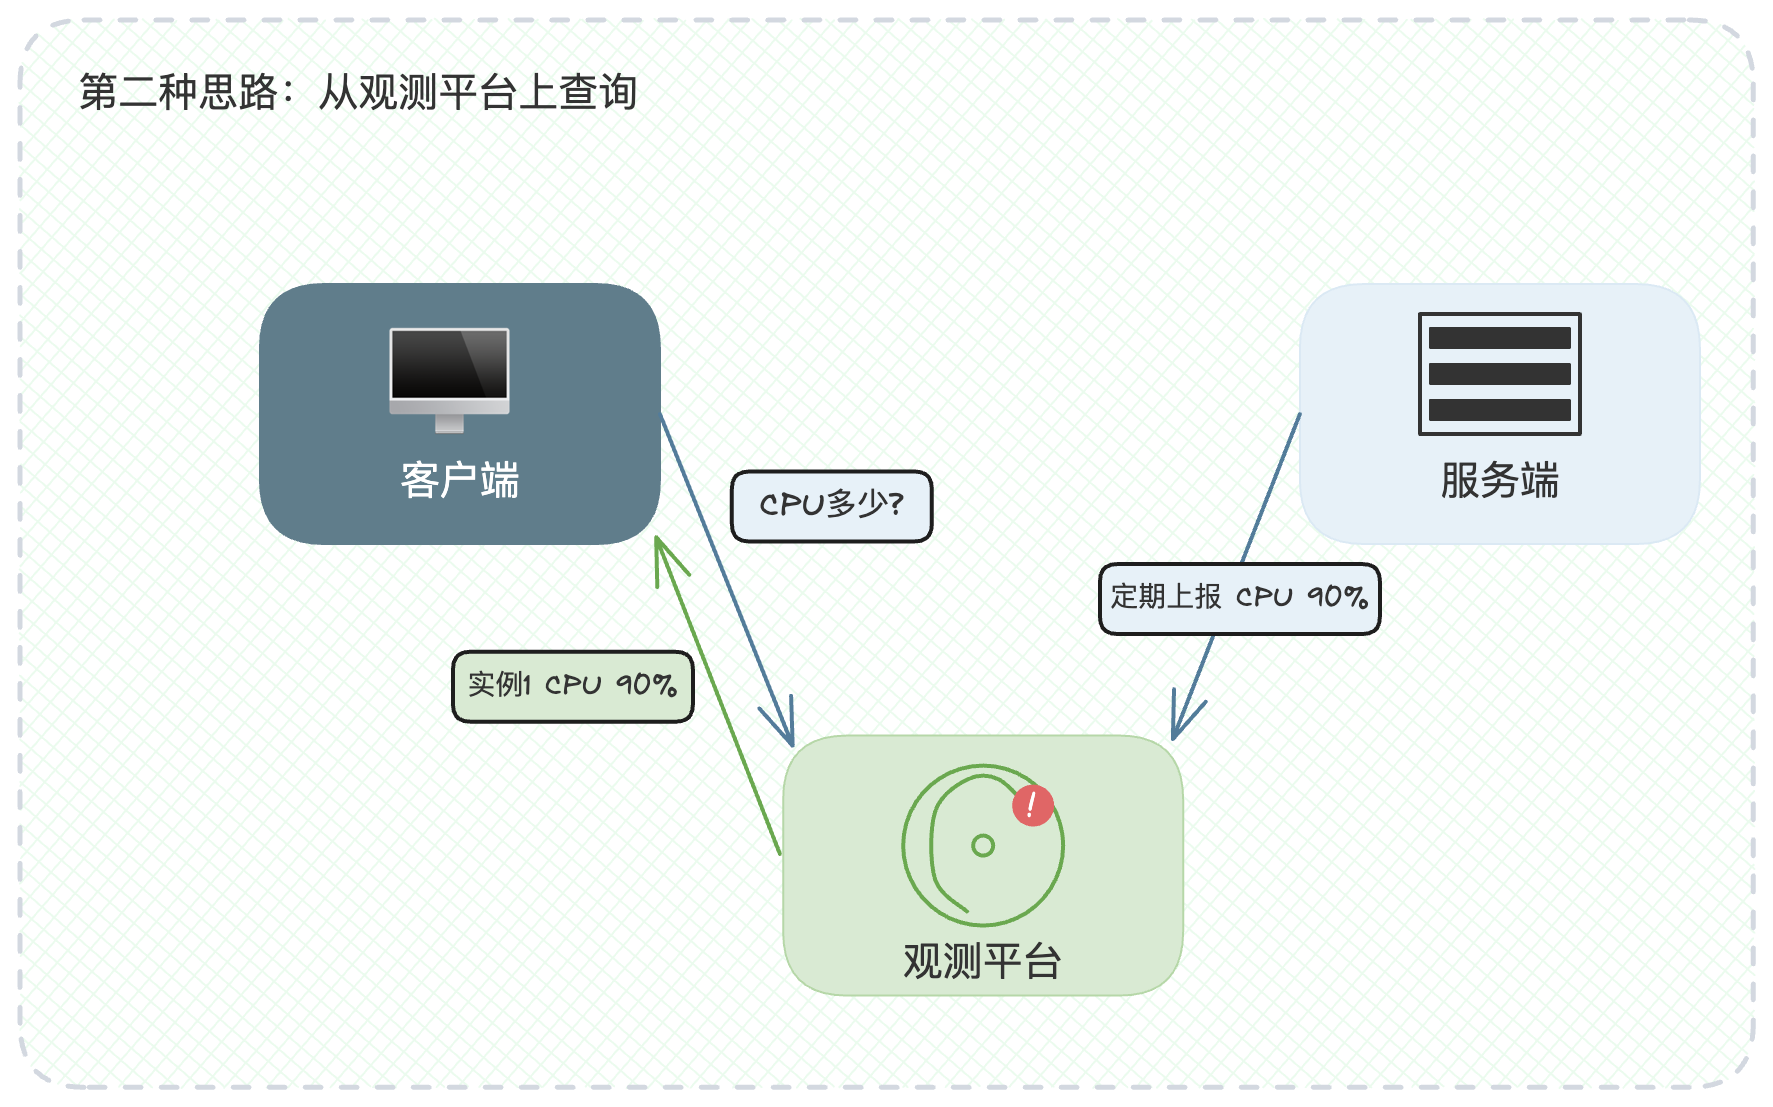 第二种思路：从观测平台上查询
客户端
服务端
CPU多少?
定期上报 CPU 90%
实例1 CPU 90%
!
观测平台